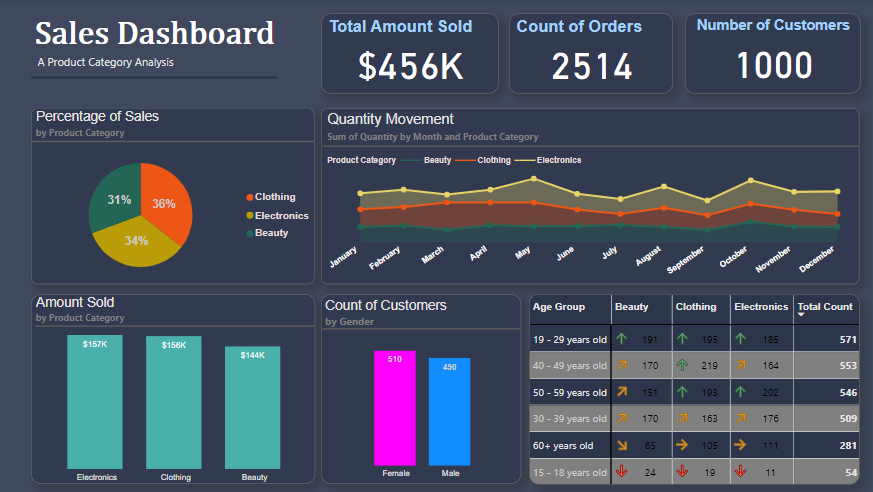 Sales Dashboard
A Product Category Analysis
Total Amount Sold
$456K
Count of Orders
2514
Number of Customers
1000
Percentage of Sales
by Product Category
31%
36%
34%
Clothing
Electronics
Beauty
Quantity Movement
Sum of Quantity by Month and Product Category
Product Category Beauty Clothing Electronics
January February March April May June July August September October November December
Amount Sold
by Product Category
$157K
$156K
$144K
Electronics Clothing Beauty
Count of Customers
by Gender
510
490
Female Male
Age Group Beauty Clothing Electronics Total Count
19 - 29 years old 191 195 185 571
40 - 49 years old 170 219 164 553
50 - 59 years old 151 193 202 546
30 - 39 years old 170 163 176 509
60+ years old 65 105 111 281
15 - 18 years old 24 19 11 54